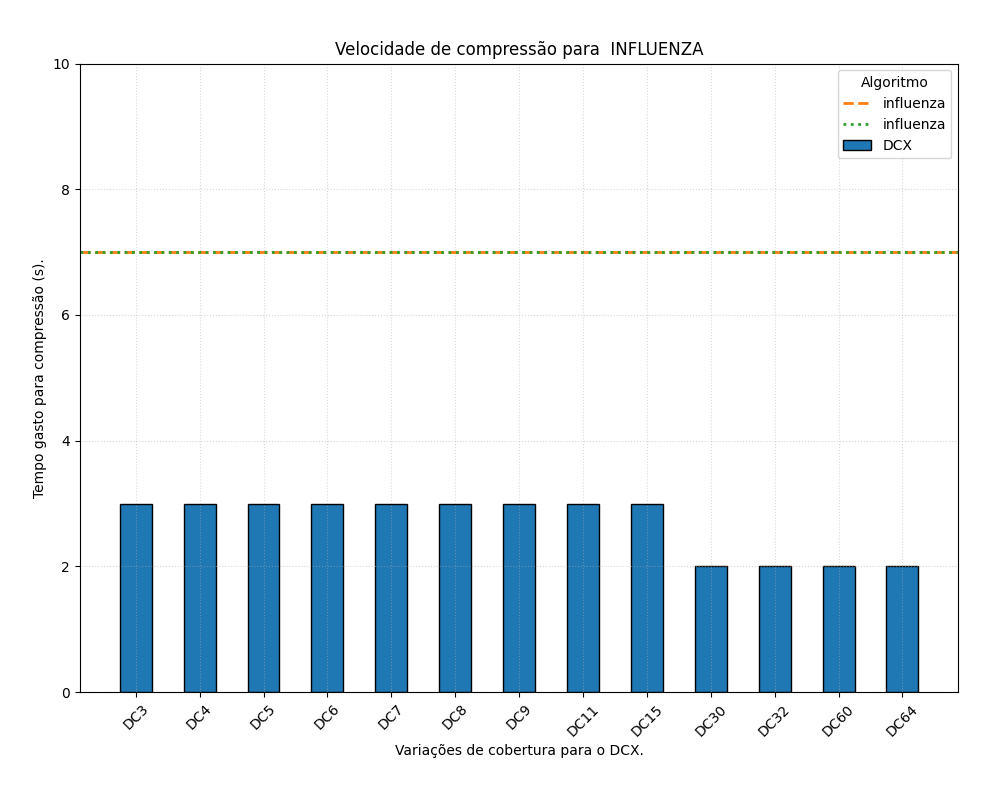 Velocidade de compressão para  INFLUENZA
Algoritmo
influenza
influenza
DCX
Tempo gasto para compressão (s).
10
8
6
4
2
0
DC3
DC4
DC5
DC6
DC7
DC8
DC9
DC11
DC15
DC30
DC32
DC60
DC64
Variações de cobertura para o DCX.